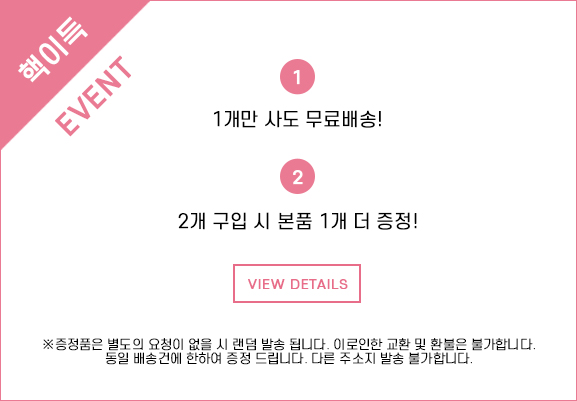 핵이득
EVENT
1
1개만 사도 무료배송!
2
2개 구입 시 본품 1개 더 증정!
VIEW DETAILS
※증정품은 별도의 요청이 없을 시 랜덤 발송 됩니다. 이로인한 교환 및 환불은 불가합니다.
동일 배송건에 한하여 증정 드립니다. 다른 주소지 발송 불가합니다.